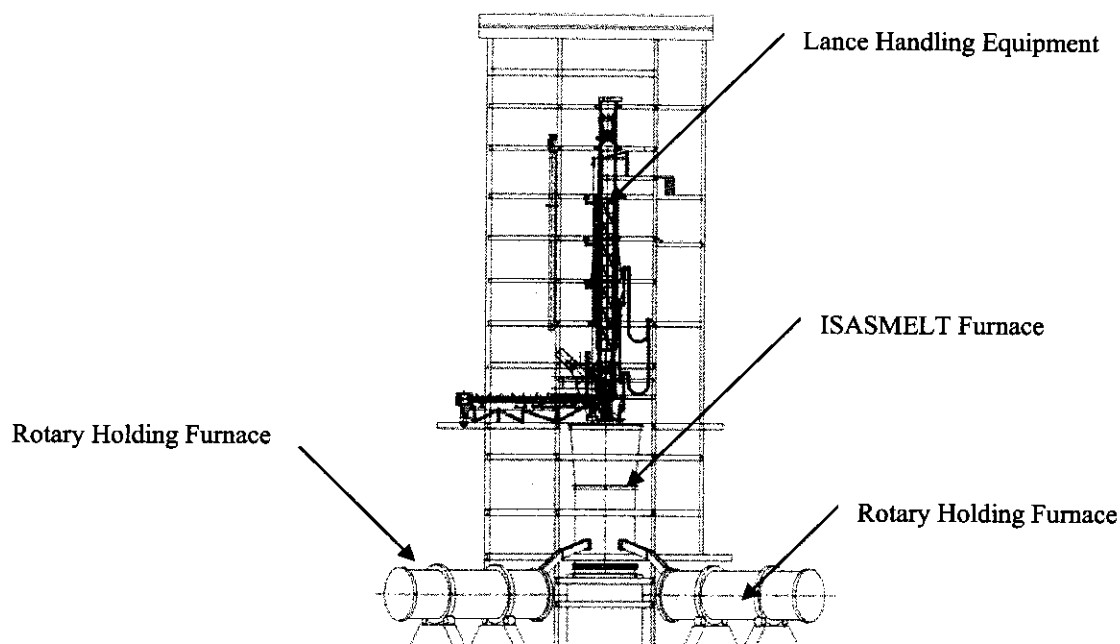 Lance Handling Equipment
ISASMELT Furnace
Rotary Holding Furnace
Rotary Holding Furnace